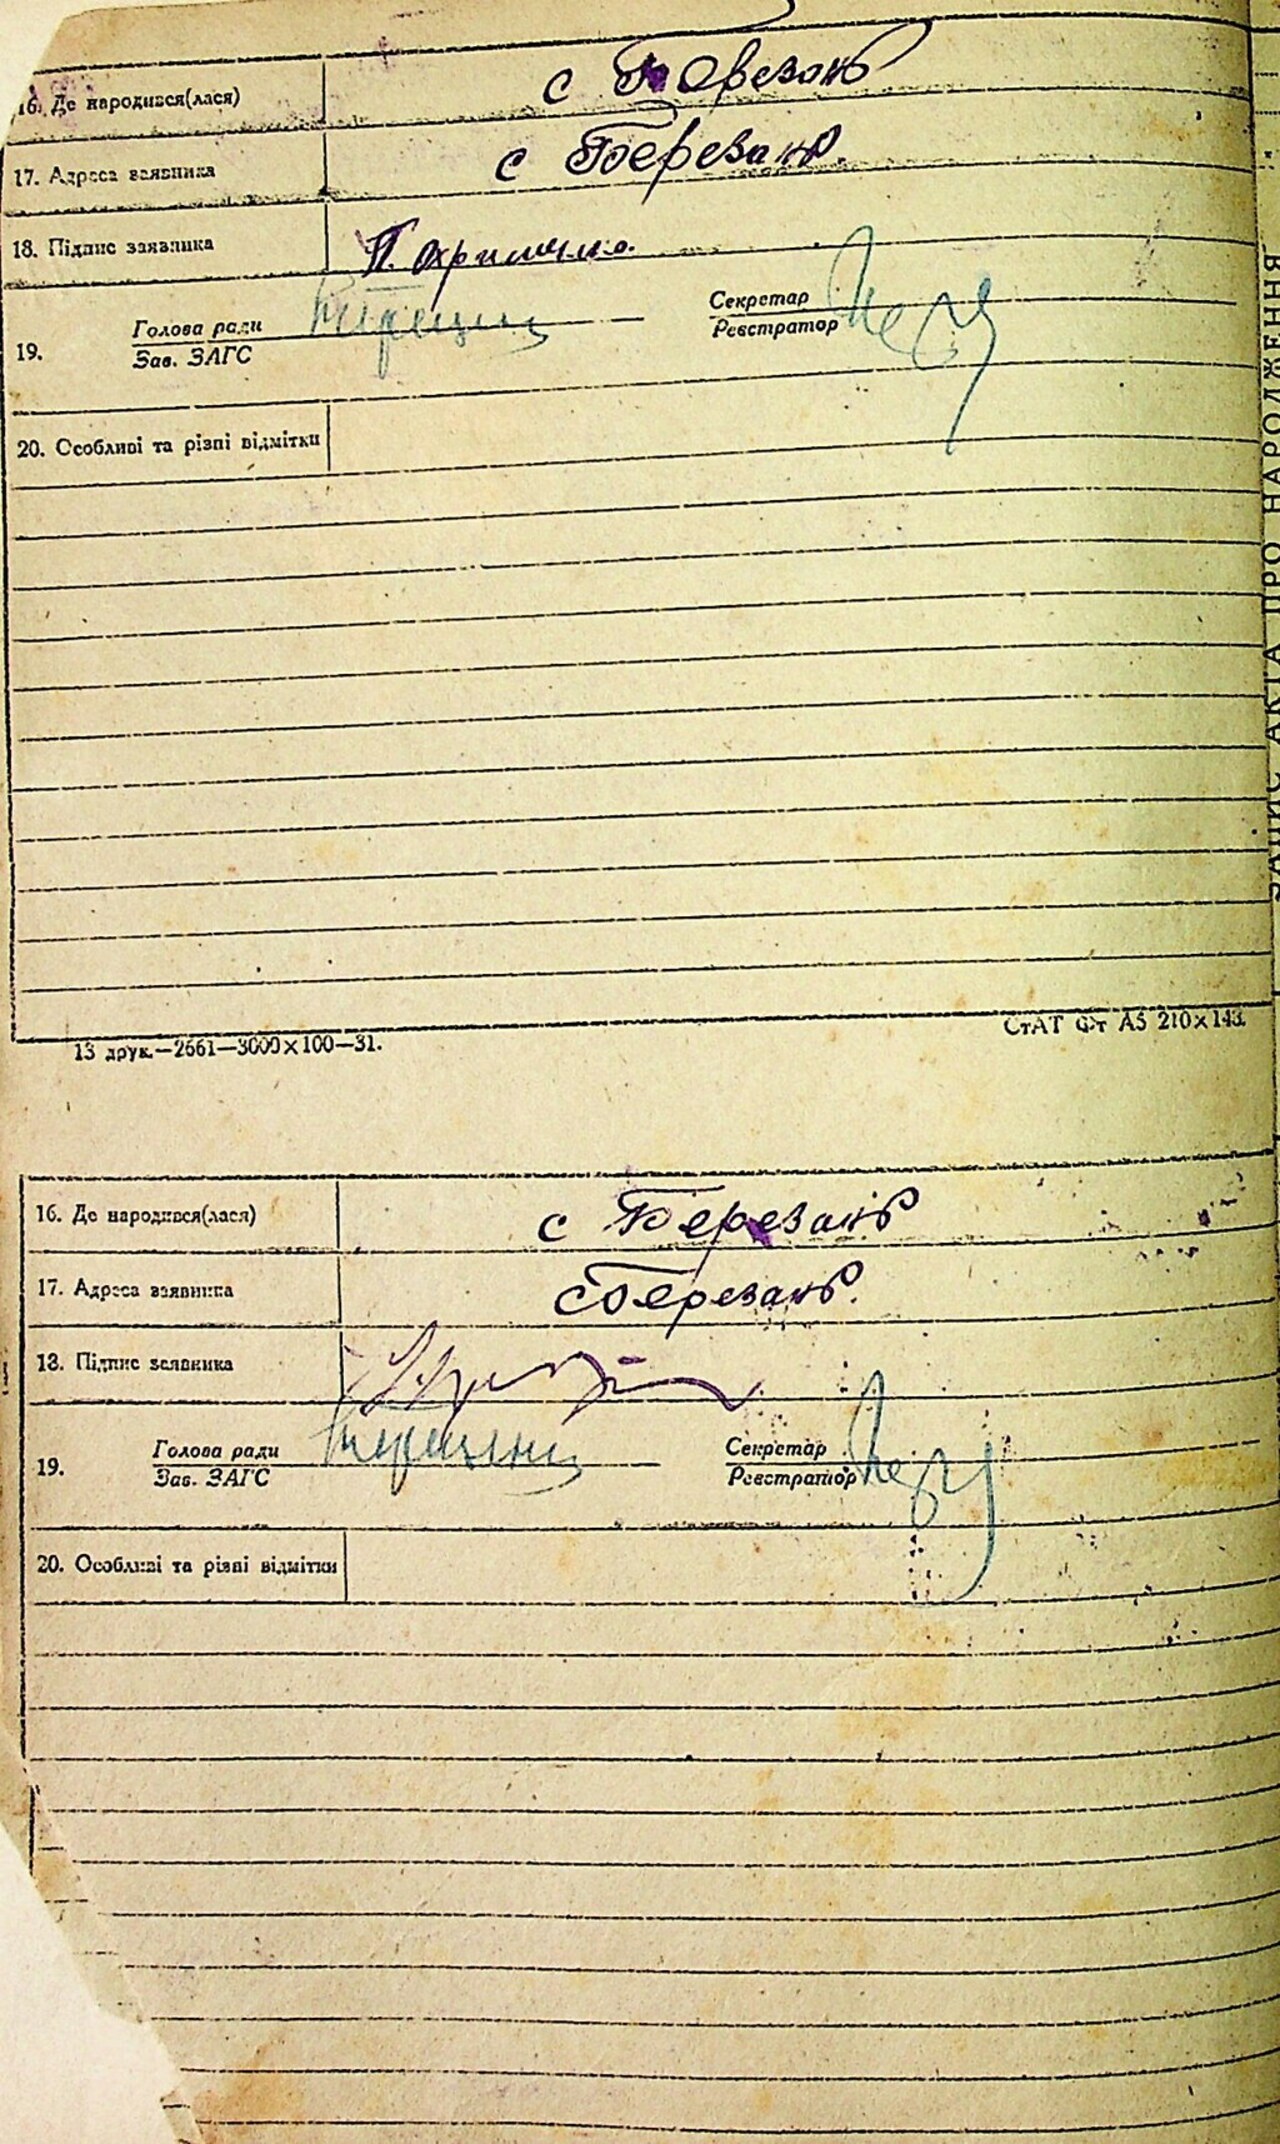 16. Де народився(лася) с Березань
17. Адреса заявника с Березань.
18. Підпис заявника П. Охрименко.
19. Голова ради Секретар
Зав. ЗАГС Реєстратор
20. Особливі та різні відмітки
13 друк.—2661—3000×100—31.
СтАТ Фт А5 210×143.
16. Де народився(лася) с Березань
17. Адреса заявника с Березань.
18. Підпис заявника
19. Голова ради Секретар
Зав. ЗАГС Реєстратор
20. Особливі та різні відмітки
ЗАПИС АКТА ПРО НАРОДЖЕННЯ